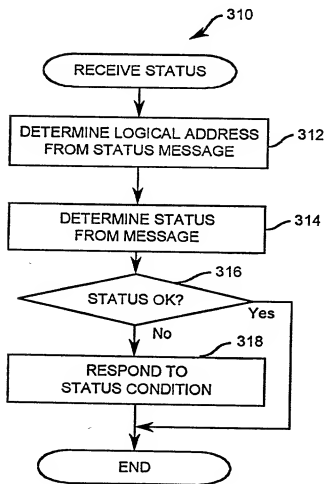 310
RECEIVE STATUS
DETERMINE LOGICAL ADDRESS
FROM STATUS MESSAGE
312
DETERMINE STATUS
FROM MESSAGE
314
316
STATUS OK?
Yes
No
318
RESPOND TO
STATUS CONDITION
END